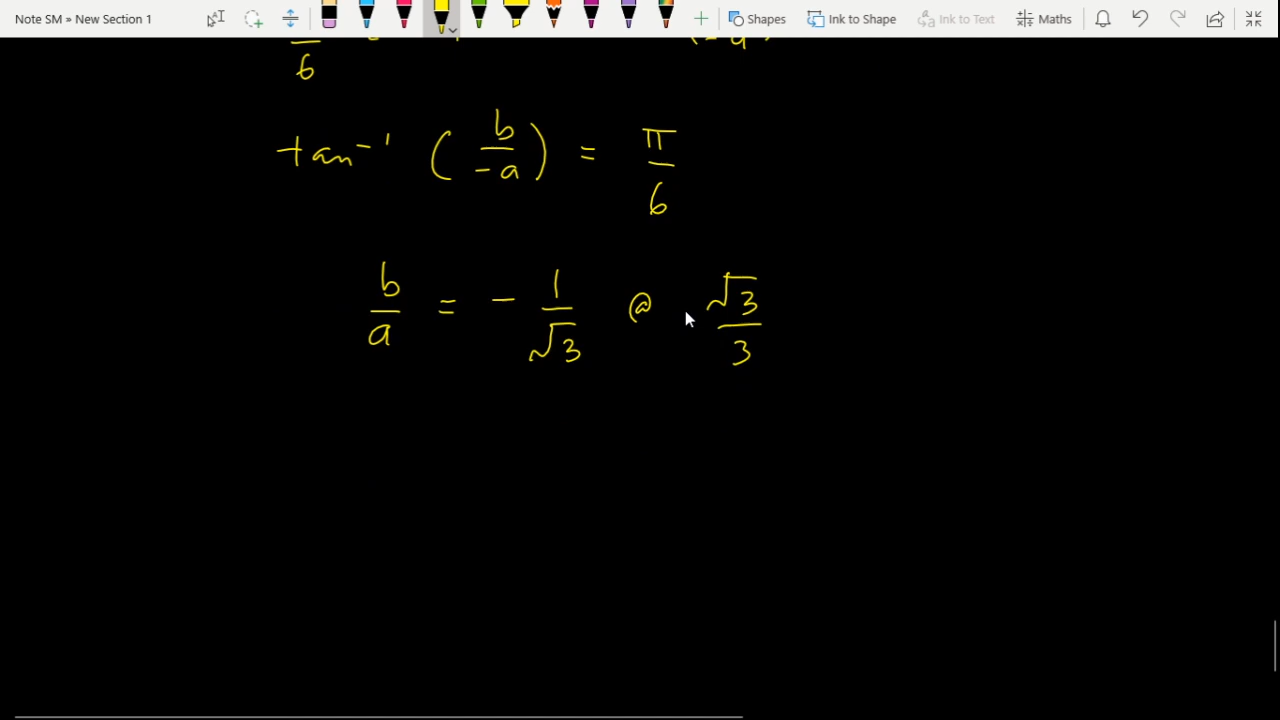 Note SM » New Section 1
Shapes
Ink to Shape
Ink to Text
Maths
6
tan⁻¹ (b/-a) = π/6
b/a = - 1/√3 @ √3/3